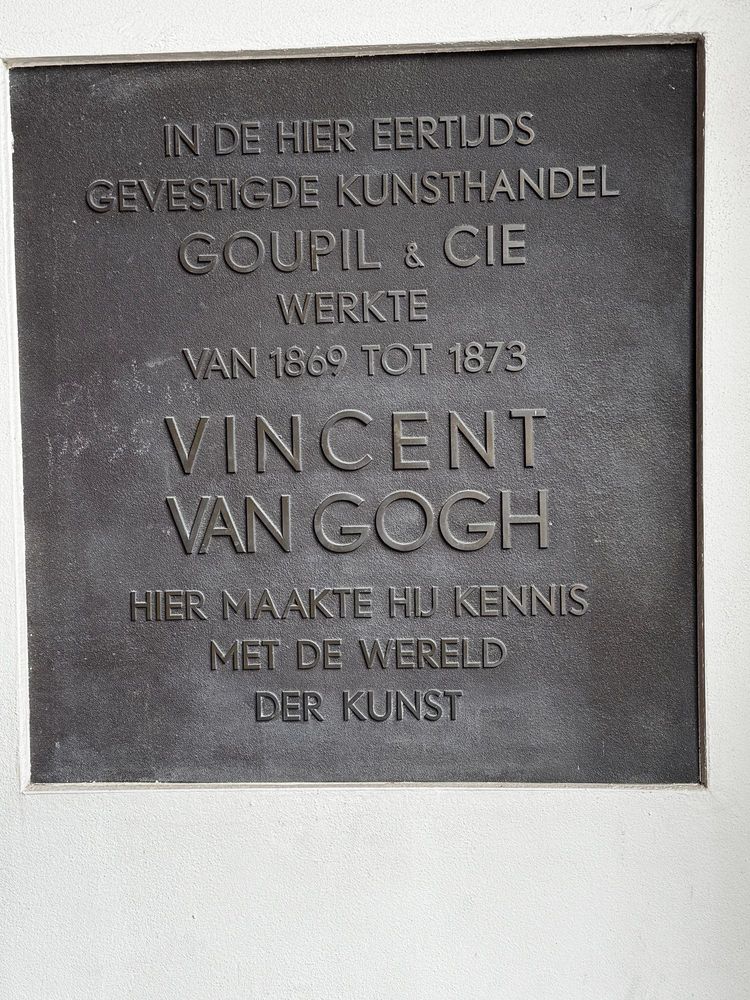 IN DE HIER EERTIJDS
GEVESTIGDE KUNSTHANDEL
GOUPIL & CIE
WERKTE
VAN 1869 TOT 1873
VINCENT
VAN GOGH
HIER MAAKTE HIJ KENNIS
MET DE WERELD
DER KUNST